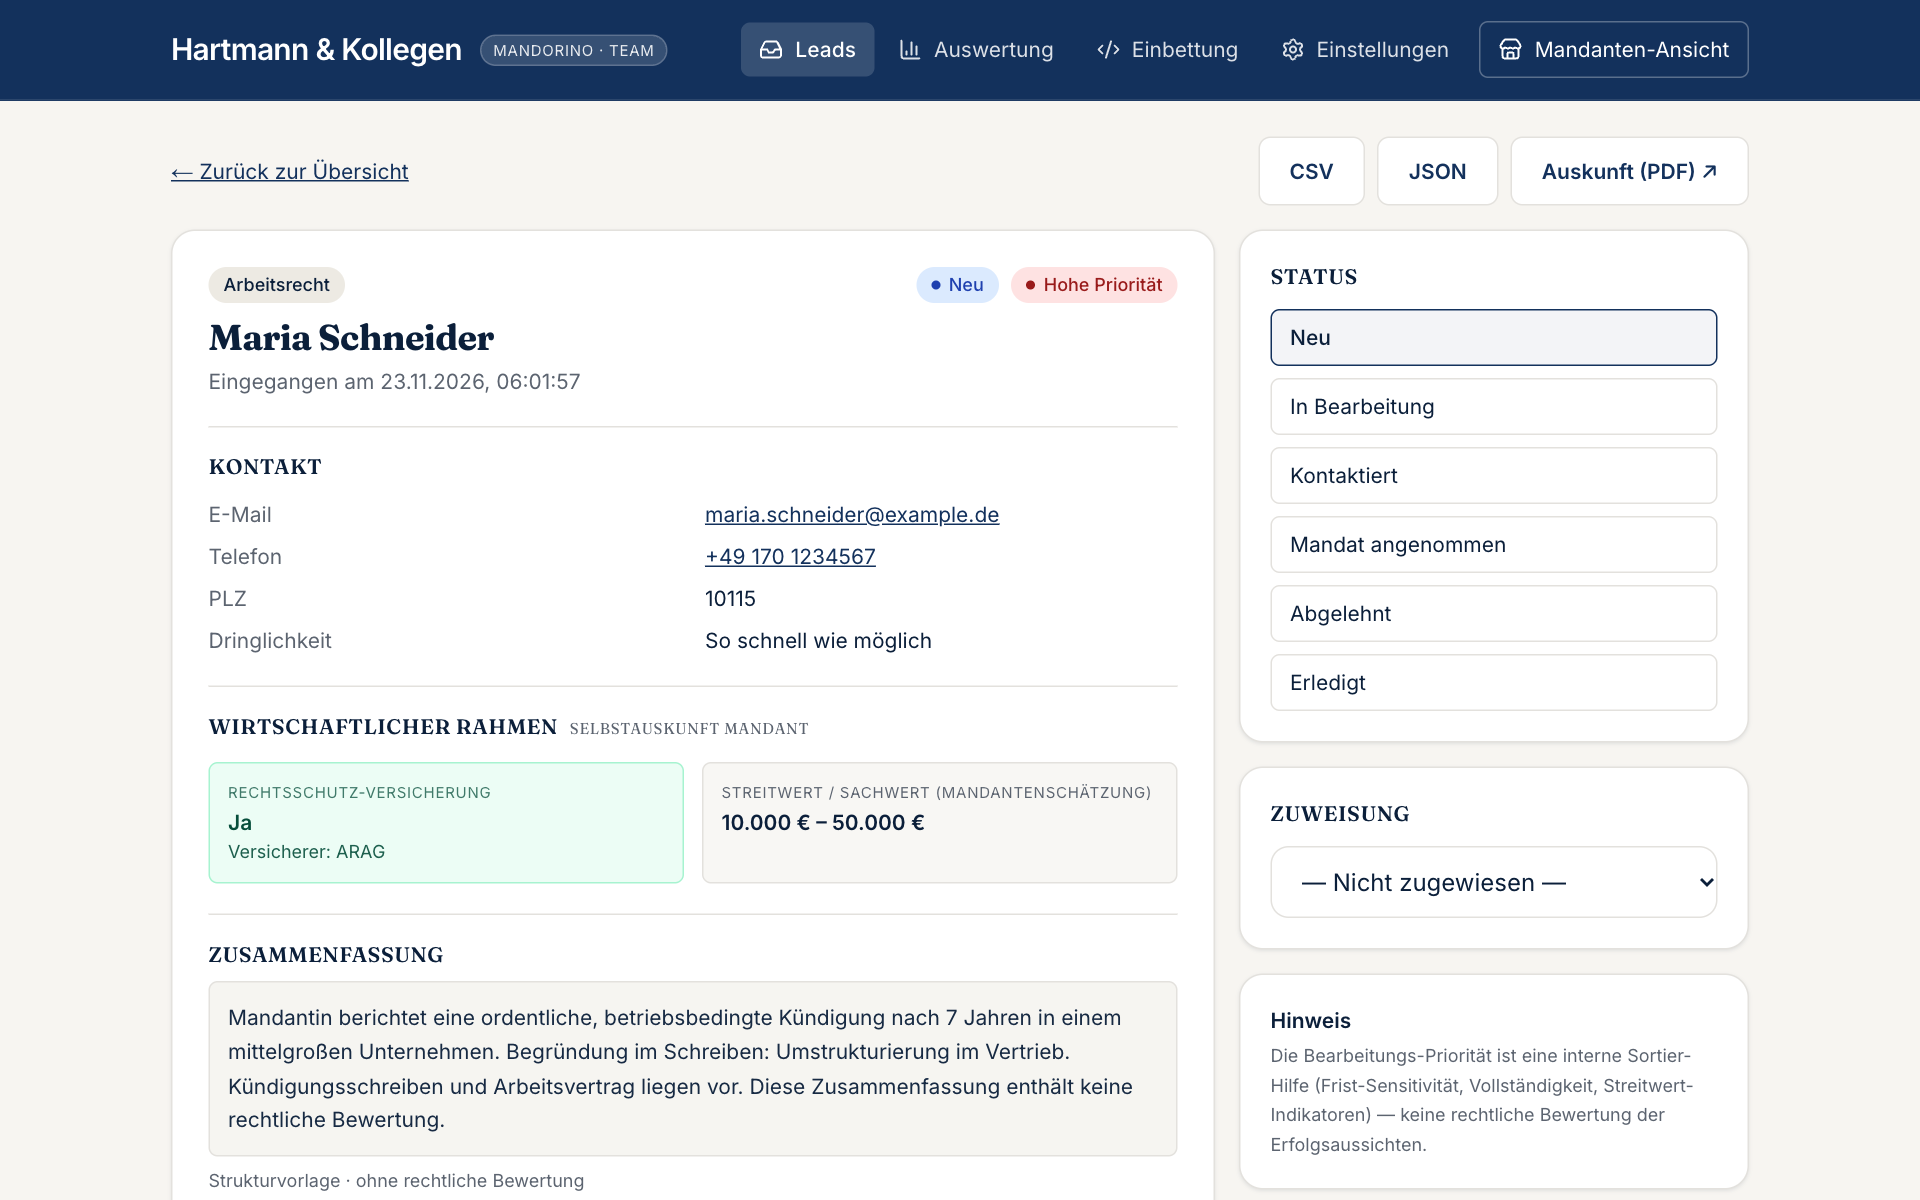 Hartmann & Kollegen
MANDORINO · TEAM
Leads
Auswertung
Einbettung
Einstellungen
Mandanten-Ansicht
← Zurück zur Übersicht
CSV
JSON
Auskunft (PDF) ↗
Arbeitsrecht
Neu
Hohe Priorität
Maria Schneider
Eingegangen am 23.11.2026, 06:01:57
KONTAKT
E-Mail
maria.schneider@example.de
Telefon
+49 170 1234567
PLZ
10115
Dringlichkeit
So schnell wie möglich
WIRTSCHAFTLICHER RAHMEN SELBSTAUSKUNFT MANDANT
RECHTSSCHUTZ-VERSICHERUNG
Ja
Versicherer: ARAG
STREITWERT / SACHWERT (MANDANTENSCHÄTZUNG)
10.000 € – 50.000 €
ZUSAMMENFASSUNG
Mandantin berichtet eine ordentliche, betriebsbedingte Kündigung nach 7 Jahren in einem
mittelgroßen Unternehmen. Begründung im Schreiben: Umstrukturierung im Vertrieb.
Kündigungsschreiben und Arbeitsvertrag liegen vor. Diese Zusammenfassung enthält keine
rechtliche Bewertung.
Strukturvorlage · ohne rechtliche Bewertung
STATUS
Neu
In Bearbeitung
Kontaktiert
Mandat angenommen
Abgelehnt
Erledigt
ZUWEISUNG
— Nicht zugewiesen —
Hinweis
Die Bearbeitungs-Priorität ist eine interne Sortier-
Hilfe (Frist-Sensitivität, Vollständigkeit, Streitwert-
Indikatoren) — keine rechtliche Bewertung der
Erfolgsaussichten.